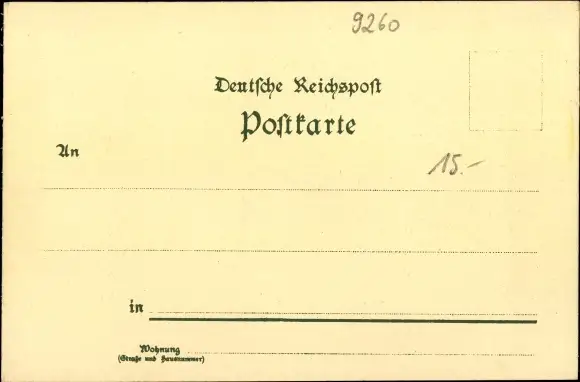 9260
Deutsche Reichspost
Postkarte
An
15.-
in
Wohnung
(Straße und Hausnummer)